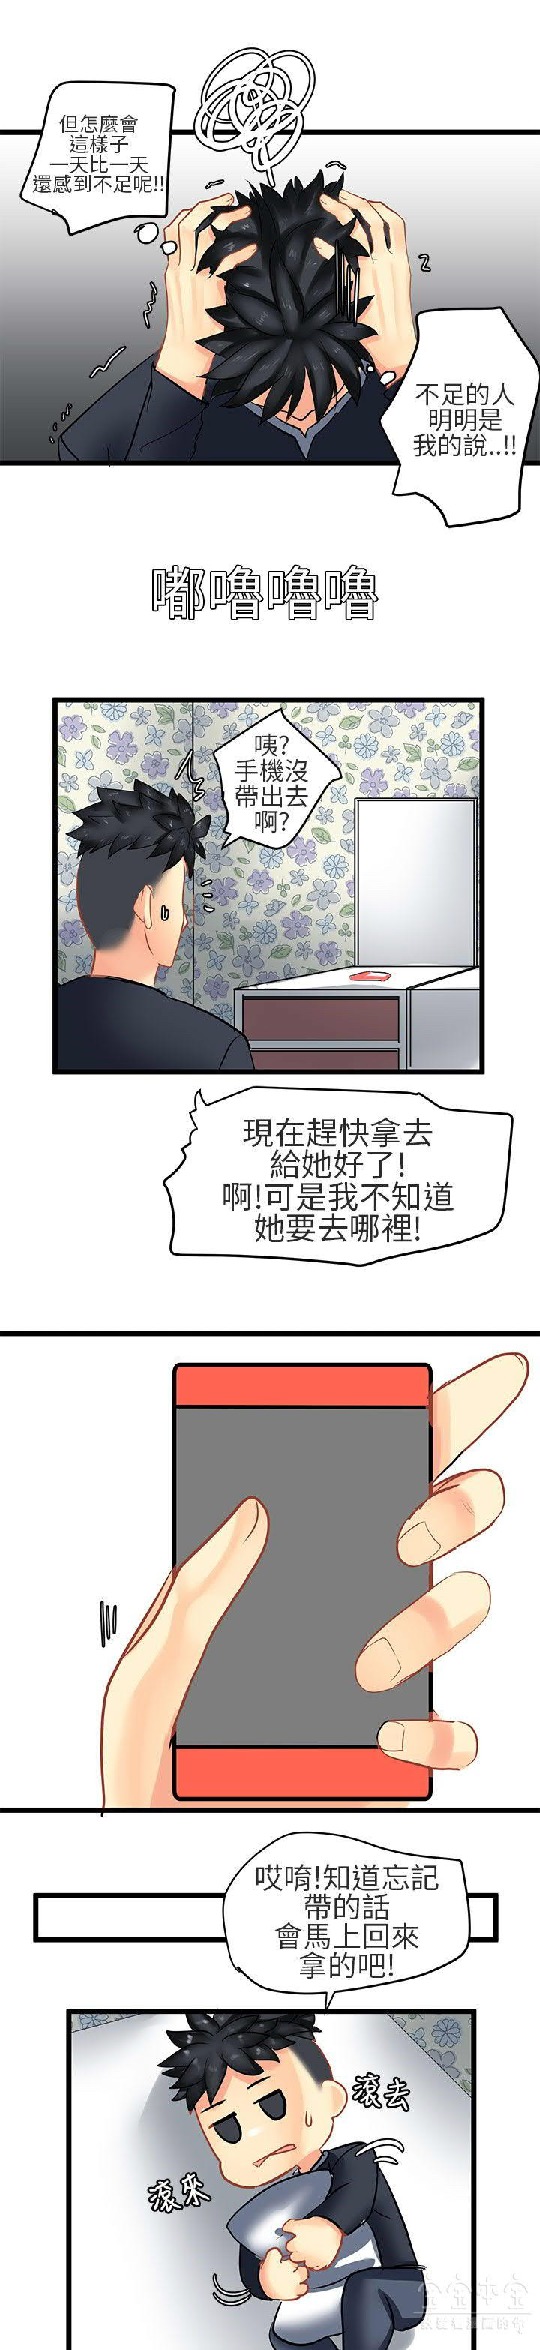 但怎麼會
這樣子
一天比一天
還感到不足呢!!
不足的人
明明是
我的說..!!
嘟嚕嚕嚕
咦?
手機沒
帶出去
啊?
現在趕快拿去
給她好了!
啊!可是我不知道
她要去哪裡!
哎唷!知道忘記
帶的話
會馬上回來
拿的吧!
滾去
滾來